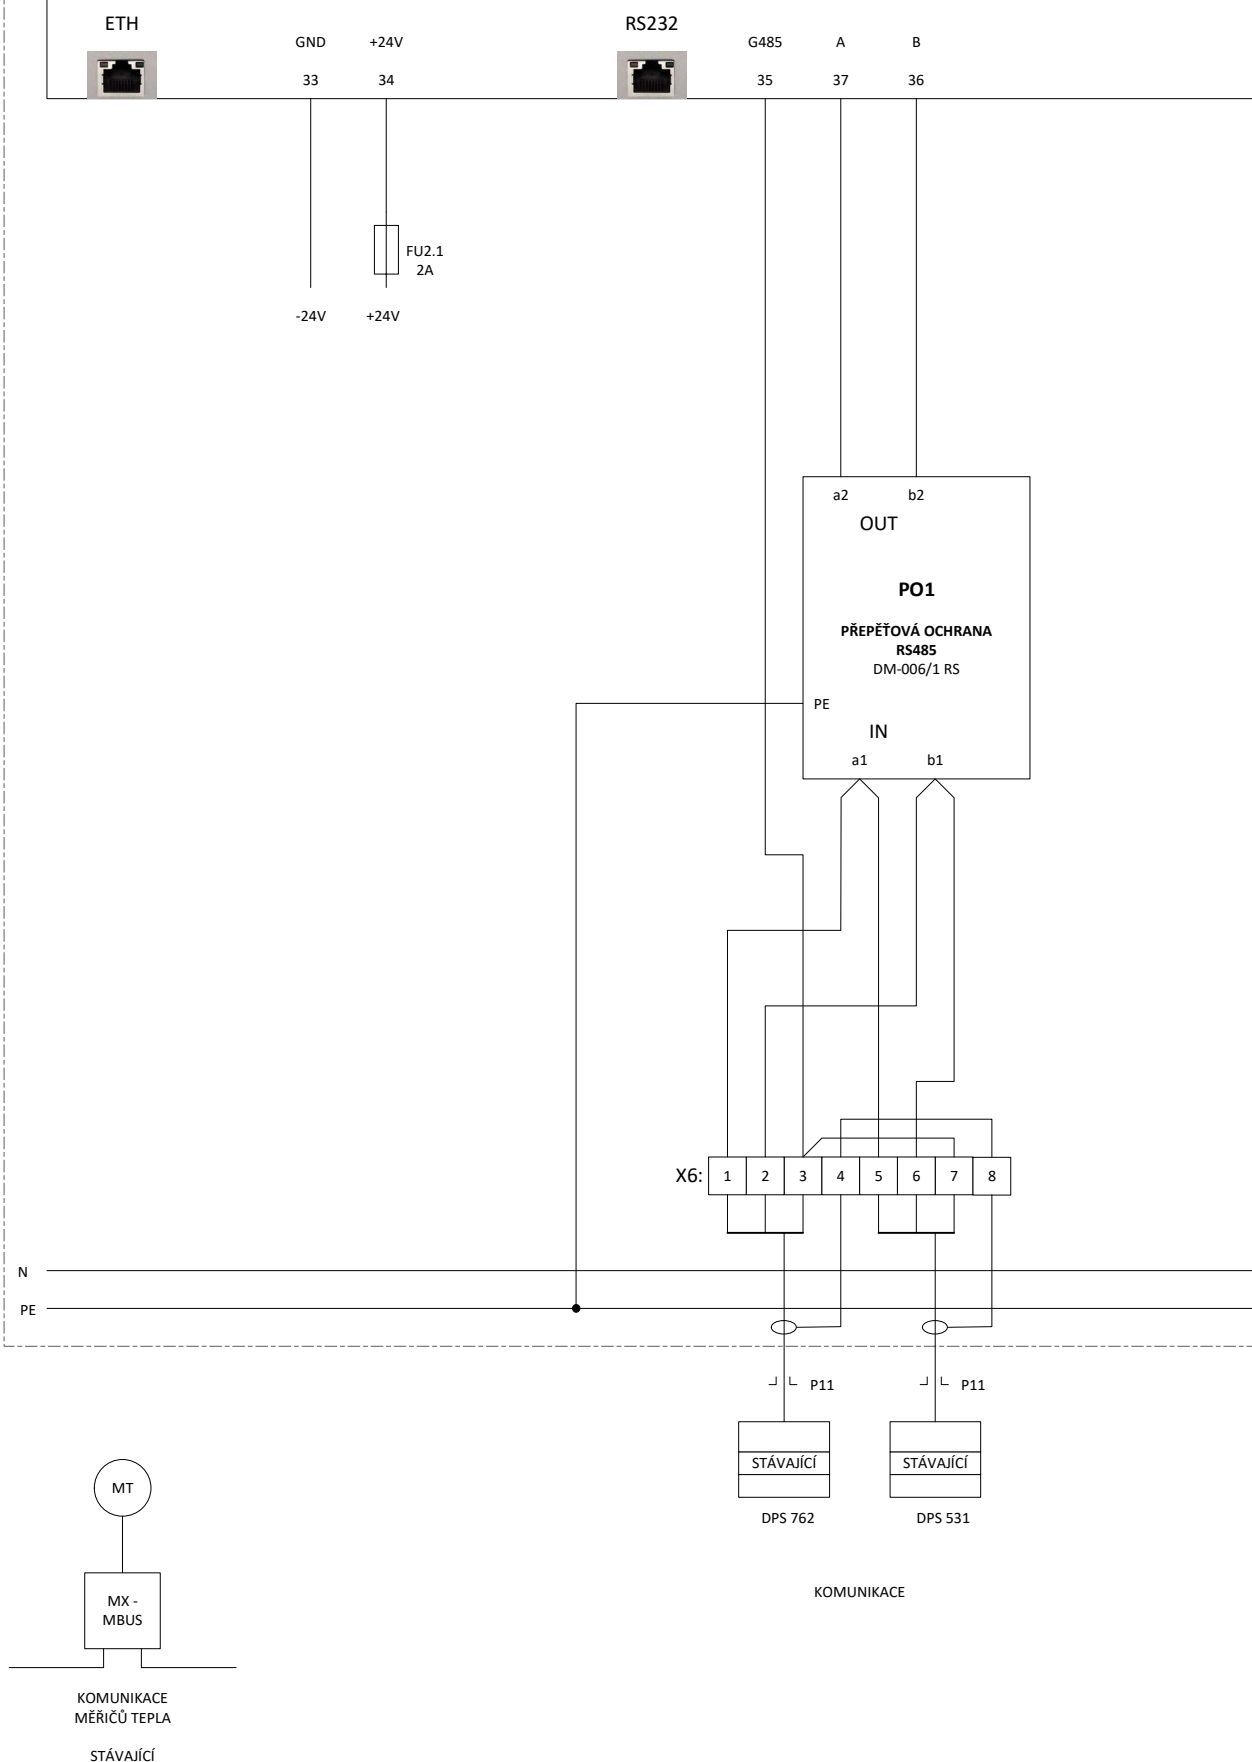 ETH
RS232
GND
+24V
G485
A
B
33
34
35
37
36
FU2.1
2A
-24V
+24V
a2
b2
OUT
PO1
PŘEPĚŤOVÁ OCHRANA
RS485
DM-006/1 RS
PE
IN
a1
b1
X6:
1
2
3
4
5
6
7
8
N
PE
P11
P11
STÁVAJÍCÍ
STÁVAJÍCÍ
DPS 762
DPS 531
MT
MX -
MBUS
KOMUNIKACE
KOMUNIKACE
MĚŘIČŮ TEPLA
STÁVAJÍCÍ